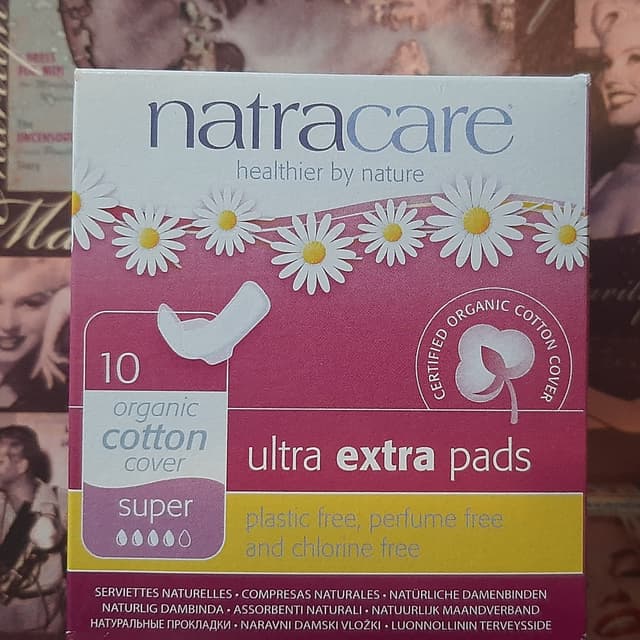 natracare
healthier by nature
CERTIFIED ORGANIC COTTON COVER
10
organic
cotton
cover
super
ultra extra pads
plastic free, perfume free
and chlorine free
SERVIETTES NATURELLES • COMPRESAS NATURALES • NATÜRLICHE DAMENBINDEN
NATURLIG DAMBINDA • ASSORBENTI NATURALI • NATUURLIJK MAANDVERBAND
НАТУРАЛЬНЫЕ ПРОКЛАДКИ • NARAVNI DAMSKI VLOŽKI • LUONNOLLINEN TERVEYSSIDE